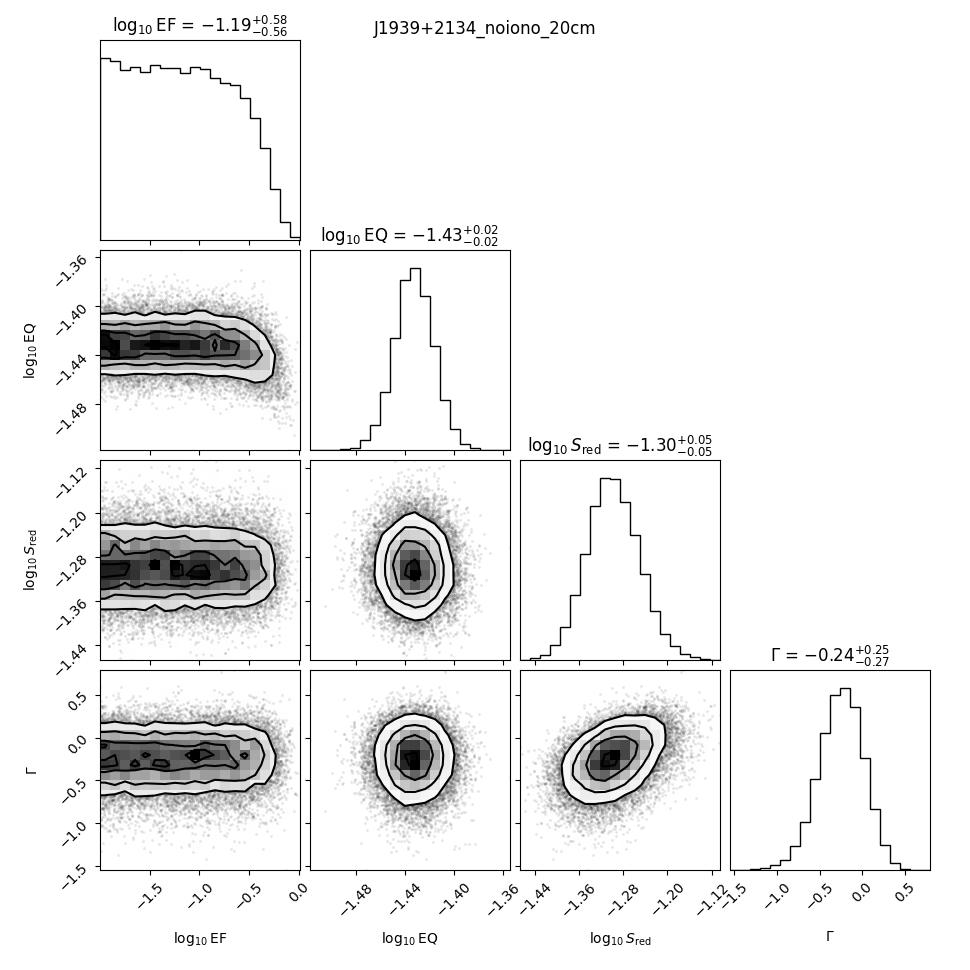 J1939+2134_noiono_20cm
log₁₀ EF = −1.19 +0.58 −0.56
log₁₀ EQ = −1.43 +0.02 −0.02
−1.36
−1.40
−1.44
−1.48
log₁₀ EQ
log₁₀ S_red = −1.30 +0.05 −0.05
−1.12
−1.20
−1.28
−1.36
−1.44
log₁₀ S_red
Γ = −0.24 +0.25 −0.27
0.5
0.0
−0.5
−1.0
−1.5
Γ
−1.5 −1.0 −0.5 0.0
−1.48 −1.44 −1.40 −1.36
−1.44 −1.36 −1.28 −1.20 −1.12
−1.5 −1.0 −0.5 0.0 0.5
log₁₀ EF
log₁₀ EQ
log₁₀ S_red
Γ